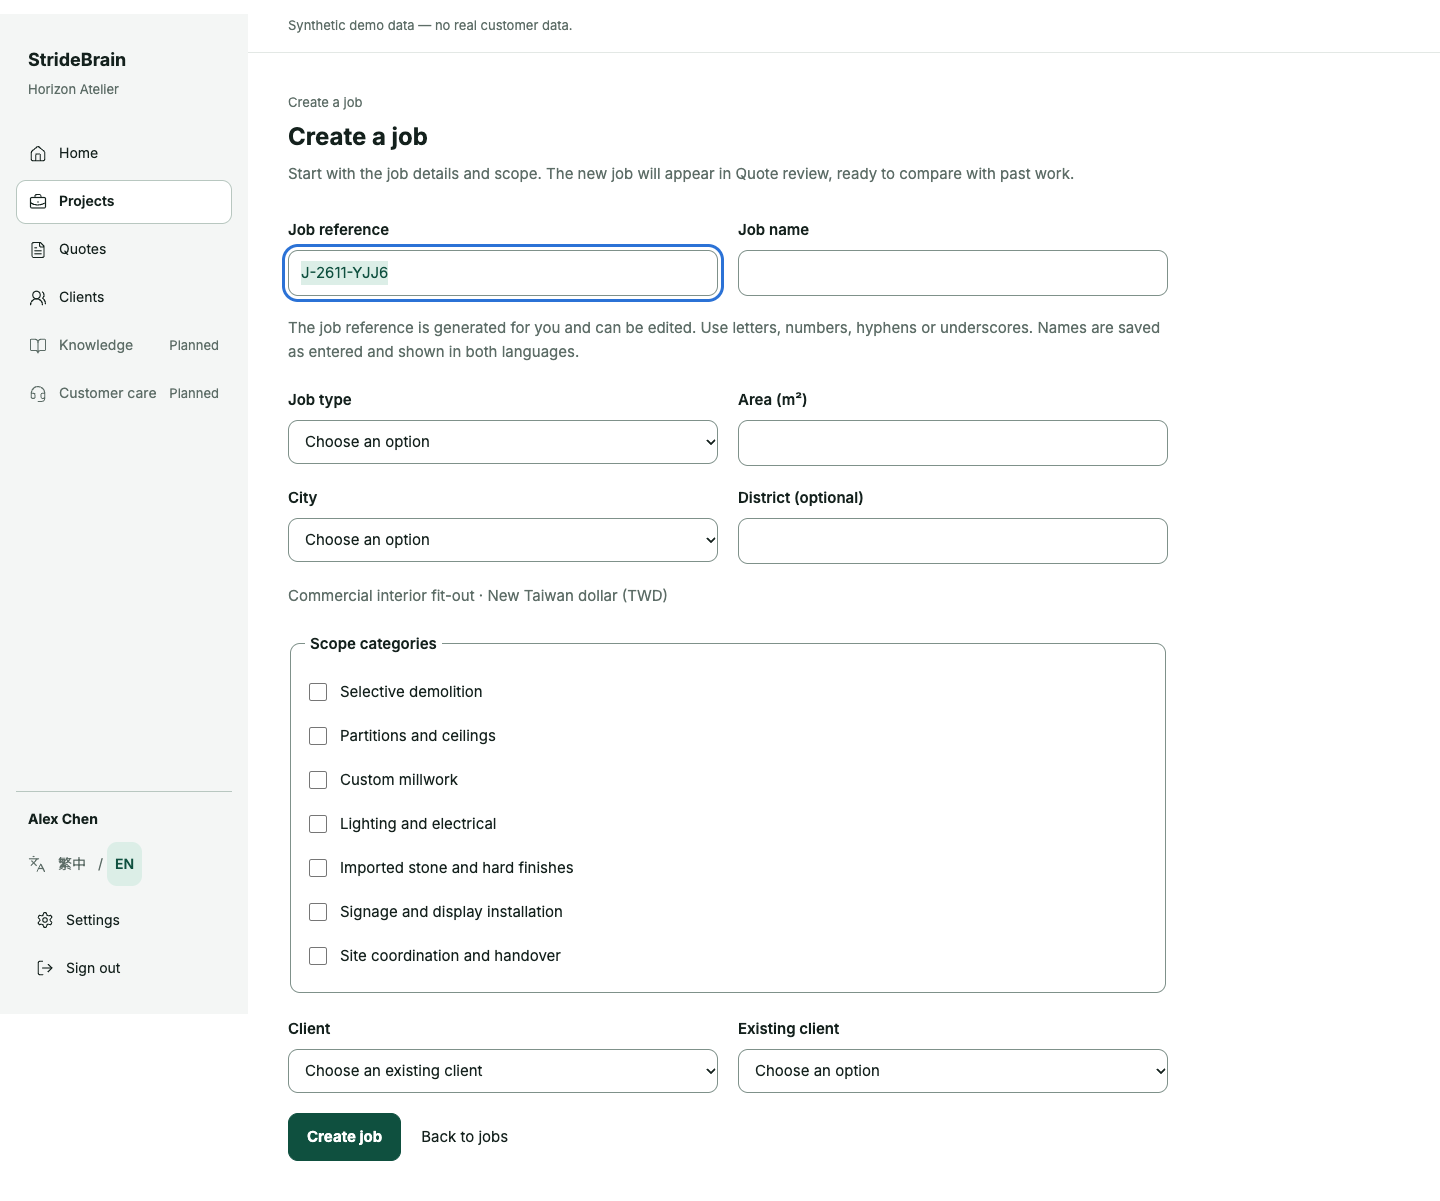 StrideBrain
Horizon Atelier
Home
Projects
Quotes
Clients
Knowledge Planned
Customer care Planned
Alex Chen
繁中 / EN
Settings
Sign out
Synthetic demo data — no real customer data.
Create a job
Create a job
Start with the job details and scope. The new job will appear in Quote review, ready to compare with past work.
Job reference
J-2611-YJJ6
Job name
The job reference is generated for you and can be edited. Use letters, numbers, hyphens or underscores. Names are saved
as entered and shown in both languages.
Job type
Choose an option
Area (m²)
City
Choose an option
District (optional)
Commercial interior fit-out · New Taiwan dollar (TWD)
Scope categories
Selective demolition
Partitions and ceilings
Custom millwork
Lighting and electrical
Imported stone and hard finishes
Signage and display installation
Site coordination and handover
Client
Choose an existing client
Existing client
Choose an option
Create job
Back to jobs